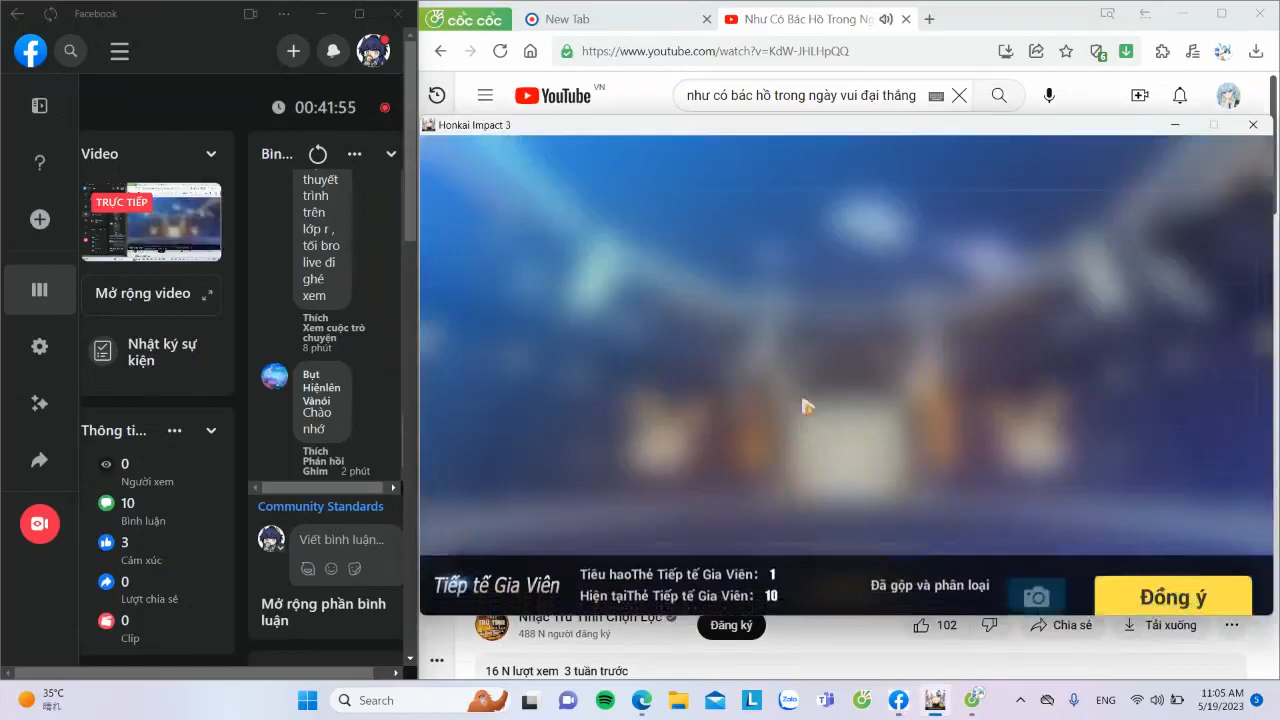 Facebook
00:41:55
Video
TRỰC TIẾP
Mở rộng video
Nhật ký sự
kiện
Thông ti...
0
Người xem
10
Bình luận
3
Cảm xúc
0
Lượt chia sẻ
0
Clip
Bìn...
thuyết
trình
trên
lớp r ,
tối bro
live đi
ghé
xem
Thích
Xem cuộc trò
chuyện
8 phút
Bụt
Hiệnlên
Vànói
Chào
nhớ
Thích
Phản hồi
Ghim 2 phút
Community Standards
Viết bình luận...
Mở rộng phần bình
luận
cốc cốc
New Tab
Như Có Bác Hồ Trong Ng
https://www.youtube.com/watch?v=KdW-JHLHpQQ
6
YouTube VN
như có bác hồ trong ngày vui đại thắng
Honkai Impact 3
Tiếp tế Gia Viên
Tiêu haoThẻ Tiếp tế Gia Viên: 1
Hiện tạiThẻ Tiếp tế Gia Viên: 10
Đã gộp và phân loại
Đồng ý
Nhạc Trữ Tình Chọn Lọc
488 N người đăng ký
Đăng ký
102
Chia sẻ
Tải xuống
16 N lượt xem 3 tuần trước
35°C
晴れ
Search
Zalo
ENG
11:05 AM
5/19/2023
5